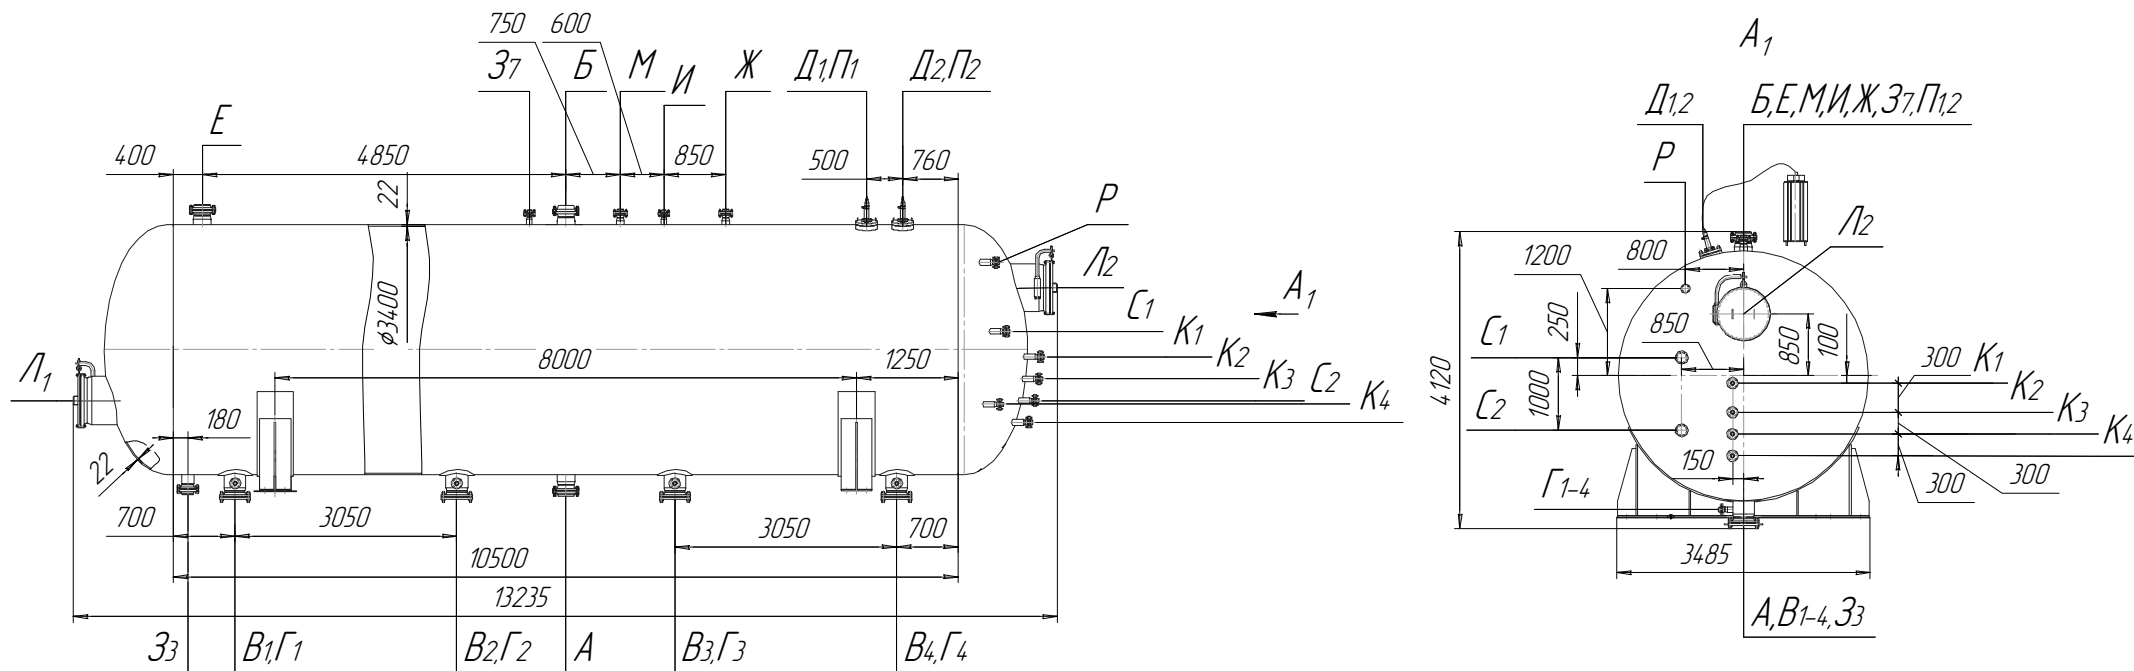 750 600
З7 Б М И Ж Д1,П1 Д2,П2
Е
400 4850 850 500 760
22
ø3400
Р
Л2
А1
С1
К1
К2
К3
С2
К4
8000 1250
Л1
180
22
700 3050 3050 700
10500
13235
З3 В1,Г1 В2,Г2 А В3,Г3 В4,Г4
А1
Д1,2 Б,Е,М,И,Ж,З7,П1,2
Р
Л2
800
1200
250
850
850
100
С1
300 К1
К2
4120
1000
С2
К3
К4
150
300
300
Г1-4
3485
А,В1-4,З3